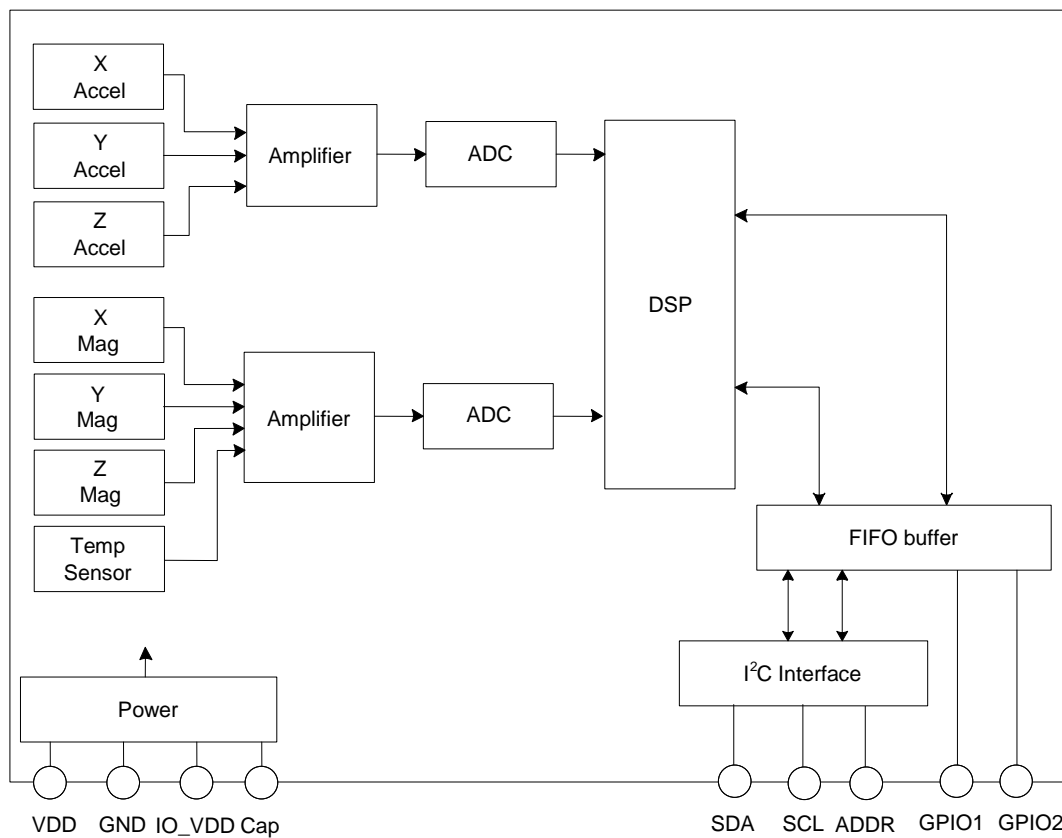 X
Accel
Y
Accel
Z
Accel
Amplifier
ADC
DSP
X
Mag
Y
Mag
Z
Mag
Temp
Sensor
Amplifier
ADC
FIFO buffer
I²C Interface
Power
VDD
GND
IO_VDD
Cap
SDA
SCL
ADDR
GPIO1
GPIO2